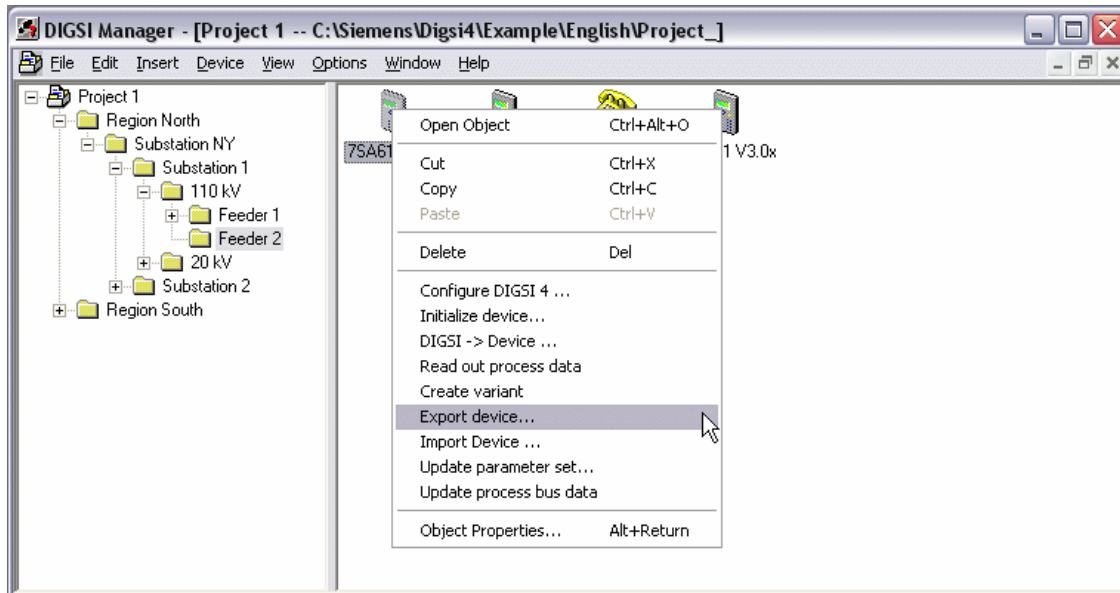 DIGSI Manager - [Project 1 -- C:\Siemens\Digsi4\Example\English\Project_]
File Edit Insert Device View Options Window Help
Project 1
Region North
Substation NY
Substation 1
110 kV
Feeder 1
Feeder 2
20 kV
Substation 2
Region South
7SA61
1 V3.0x
Open Object Ctrl+Alt+O
Cut Ctrl+X
Copy Ctrl+C
Paste Ctrl+V
Delete Del
Configure DIGSI 4 ...
Initialize device...
DIGSI -> Device ...
Read out process data
Create variant
Export device...
Import Device ...
Update parameter set...
Update process bus data
Object Properties... Alt+Return